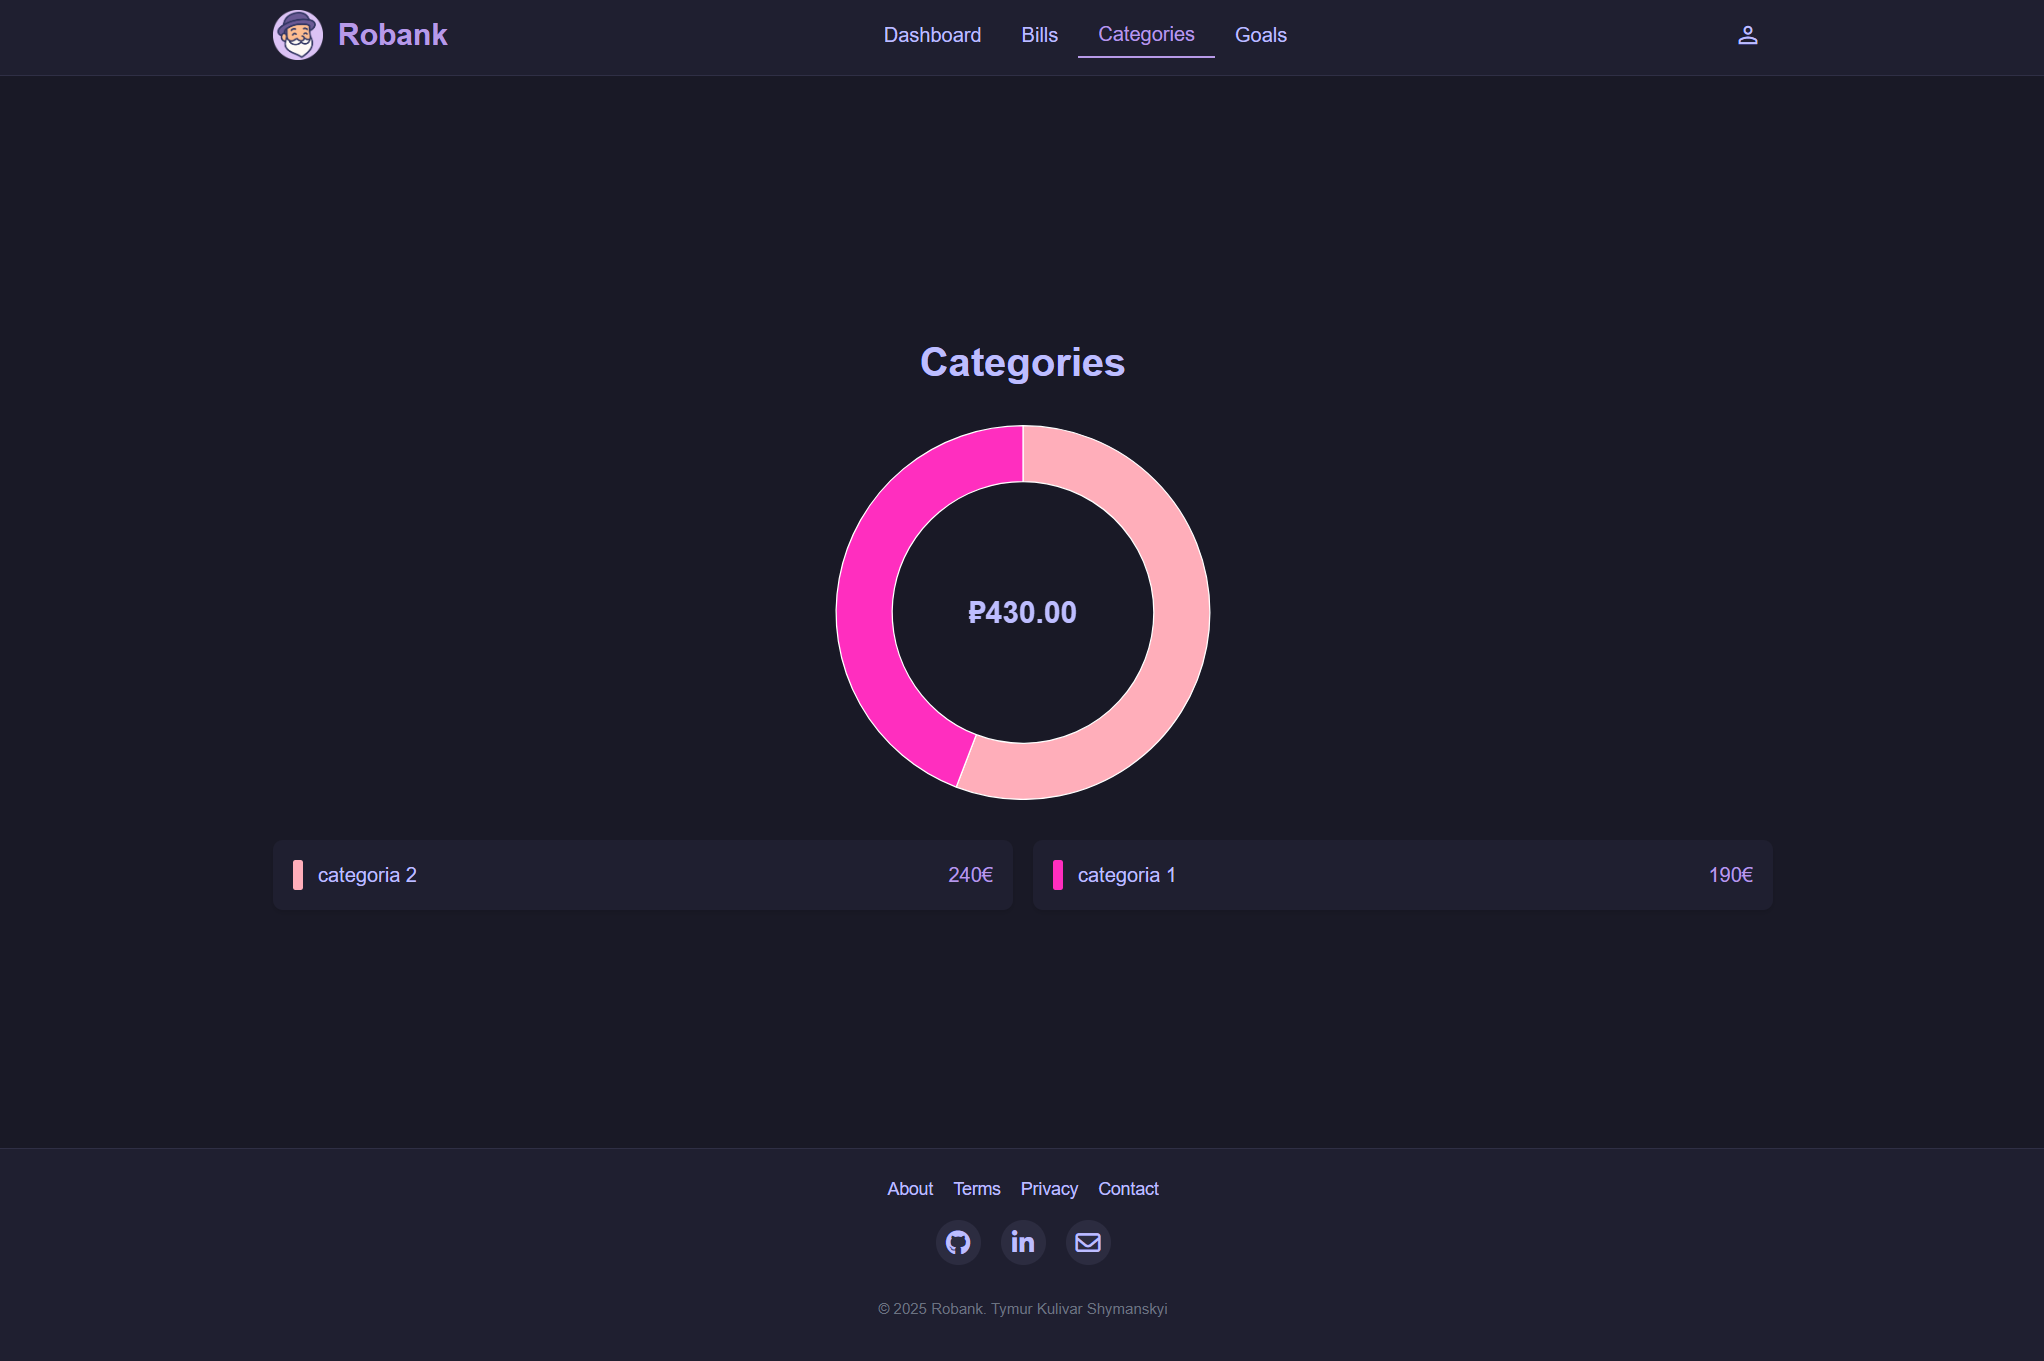 Robank
Dashboard Bills Categories Goals
Categories
₽430.00
categoria 2 240€
categoria 1 190€
About Terms Privacy Contact
in
© 2025 Robank. Tymur Kulivar Shymanskyi